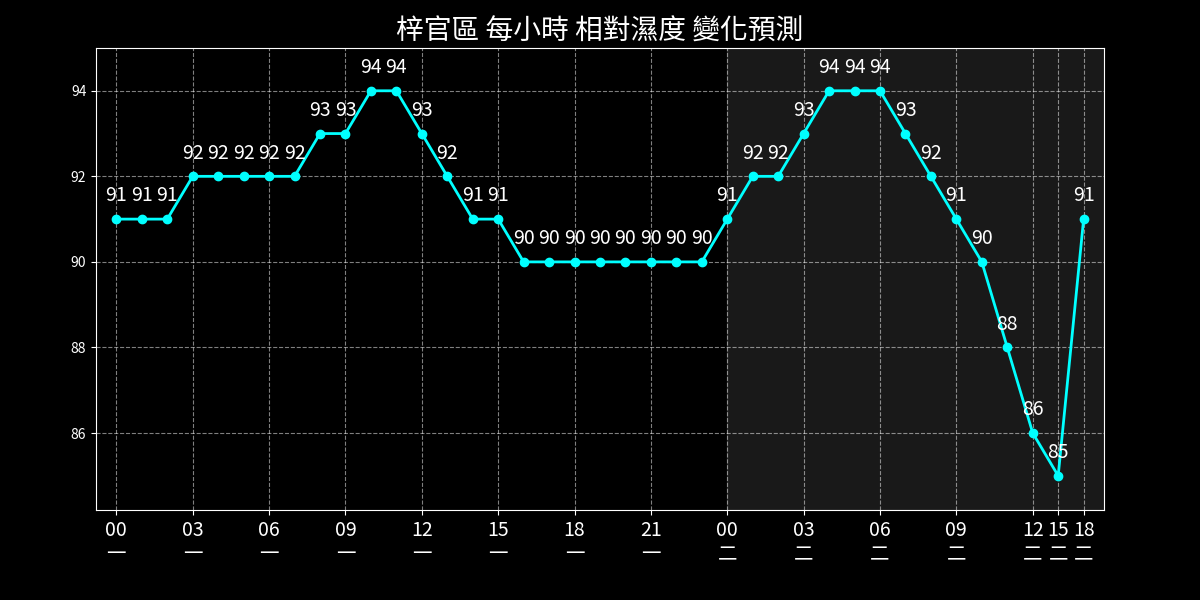 梓官區 每小時 相對濕度 變化預測
94 94 94 94 94
93 93 93 93 93
92 92 92 92 92 92 92 92 92
91 91 91 91 91 91 91 91
90 90 90 90 90 90 90 90 90
88
86
85
94
92
90
88
86
00 03 06 09 12 15 18 21 00 03 06 09 12 15 18
一 一 一 一 一 一 一 一 二 二 二 二 二 二 二